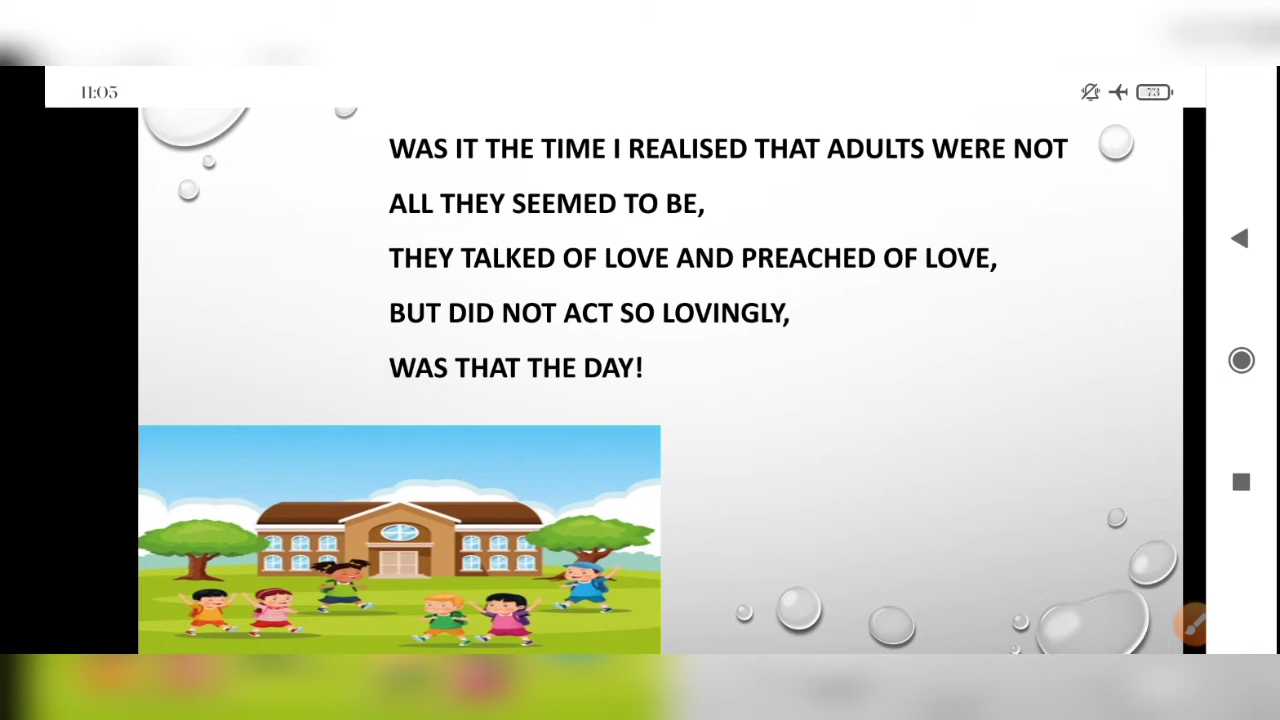 11:05
73
WAS IT THE TIME I REALISED THAT ADULTS WERE NOT
ALL THEY SEEMED TO BE,
THEY TALKED OF LOVE AND PREACHED OF LOVE,
BUT DID NOT ACT SO LOVINGLY,
WAS THAT THE DAY!